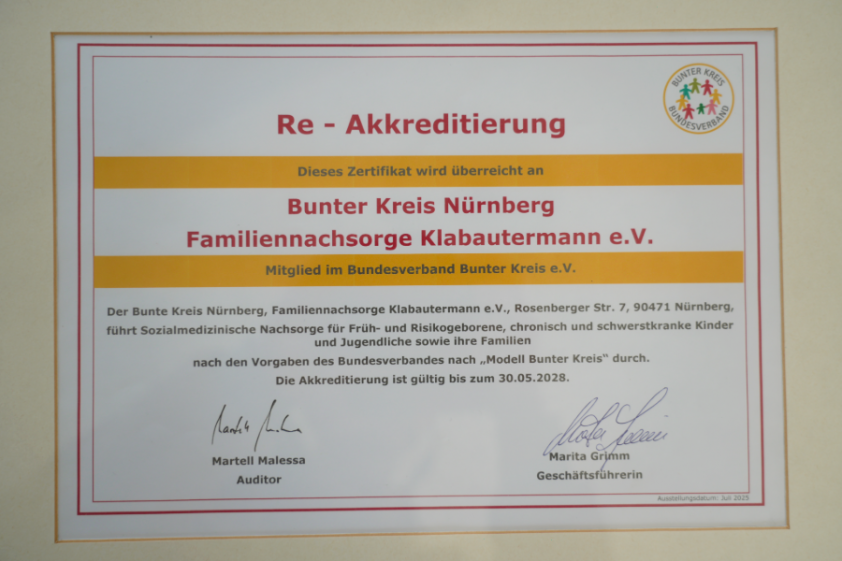 BUNTER KREIS
BUNDESVERBAND
Re - Akkreditierung
Dieses Zertifikat wird überreicht an
Bunter Kreis Nürnberg
Familiennachsorge Klabautermann e.V.
Mitglied im Bundesverband Bunter Kreis e.V.
Der Bunte Kreis Nürnberg, Familiennachsorge Klabautermann e.V., Rosenberger Str. 7, 90471 Nürnberg,
führt Sozialmedizinische Nachsorge für Früh- und Risikogeborene, chronisch und schwerstkranke Kinder
und Jugendliche sowie ihre Familien
nach den Vorgaben des Bundesverbandes nach „Modell Bunter Kreis“ durch.
Die Akkreditierung ist gültig bis zum 30.05.2028.
Martell Malessa
Auditor
Marita Grimm
Geschäftsführerin
Ausstellungsdatum: Juli 2025